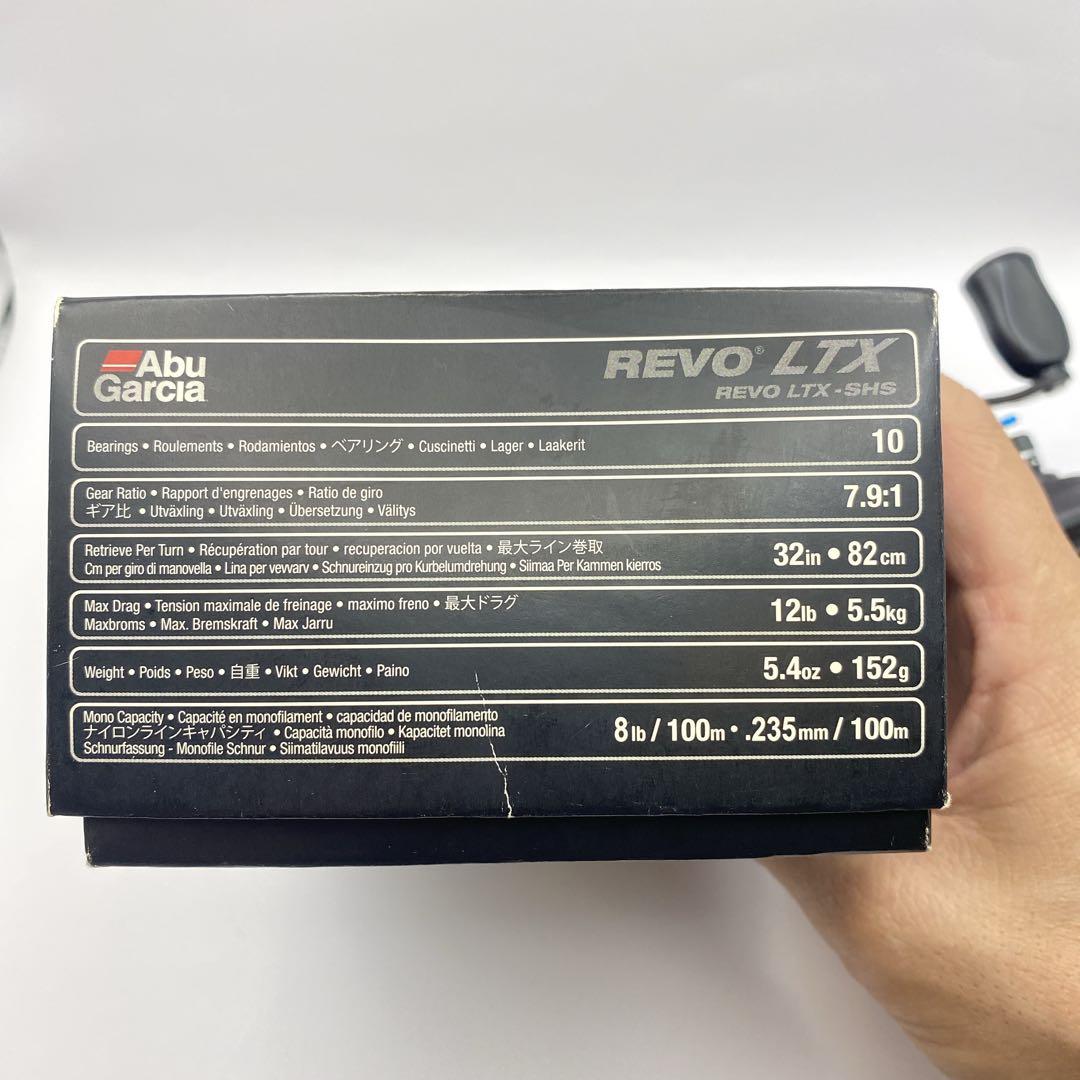 Abu
Garcia
REVO® LTX
REVO LTX-SHS
Bearings • Roulements • Rodamientos • ベアリング • Cuscinetti • Lager • Laakerit
10
Gear Ratio • Rapport d'engrenages • Ratio de giro
ギア比 • Utväxling • Utväxling • Übersetzung • Välitys
7.9:1
Retrieve Per Turn • Récupération par tour • recuperacion por vuelta • 最大ライン巻取
Cm per giro di manovella • Lina per vevvarv • Schnureinzug pro Kurbelumdrehung • Siimaa Per Kammen kierros
32in • 82cm
Max Drag • Tension maximale de freinage • maximo freno • 最大ドラグ
Maxbroms • Max. Bremskraft • Max Jarru
12lb • 5.5kg
Weight • Poids • Peso • 自重 • Vikt • Gewicht • Paino
5.4oz • 152g
Mono Capacity • Capacité en monofilament • capacidad de monofilamento
ナイロンラインキャパシティ • Capacità monofilo • Kapacitet monolina
Schnurfassung - Monofile Schnur • Siimatilavuus monofiili
8lb / 100m · .235mm / 100m